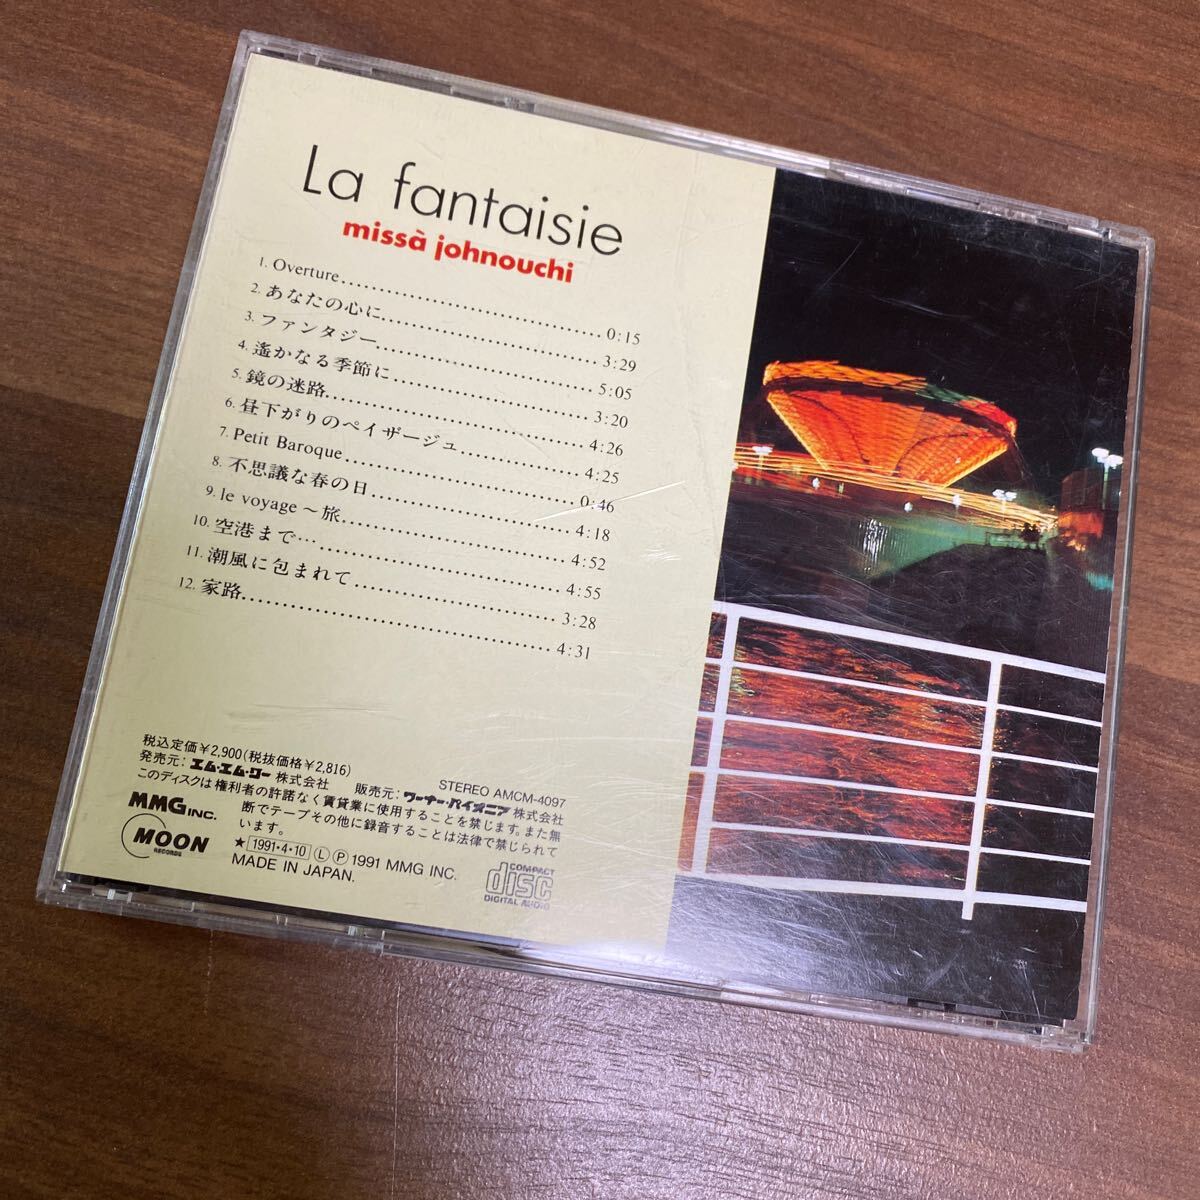 La fantaisie
missà johnouchi
1. Overture 0:15
2. あなたの心に 3:29
3. ファンタジー 5:05
4. 遙かなる季節に 3:20
5. 鏡の迷路 4:26
6. 昼下がりのペイザージュ 4:25
7. Petit Baroque 0:46
8. 不思議な春の日 4:18
9. le voyage〜旅 4:52
10. 空港まで… 4:55
11. 潮風に包まれて 3:28
12. 家路 4:31
税込定価¥2,900(税抜価格¥2,816)
STEREO AMCM-4097
発売元:エム・エム・ジー 株式会社 販売元:ワーナー・パイオニア 株式会社
このディスクは権利者の許諾なく賃貸業に使用することを禁じます。また無
断でテープその他に録音することは法律で禁じられて
います。
MMG INC.
MOON
RECORDS
★1991・4・10 Ⓛ Ⓟ 1991 MMG INC.
MADE IN JAPAN.
COMPACT
disc
DIGITAL AUDIO